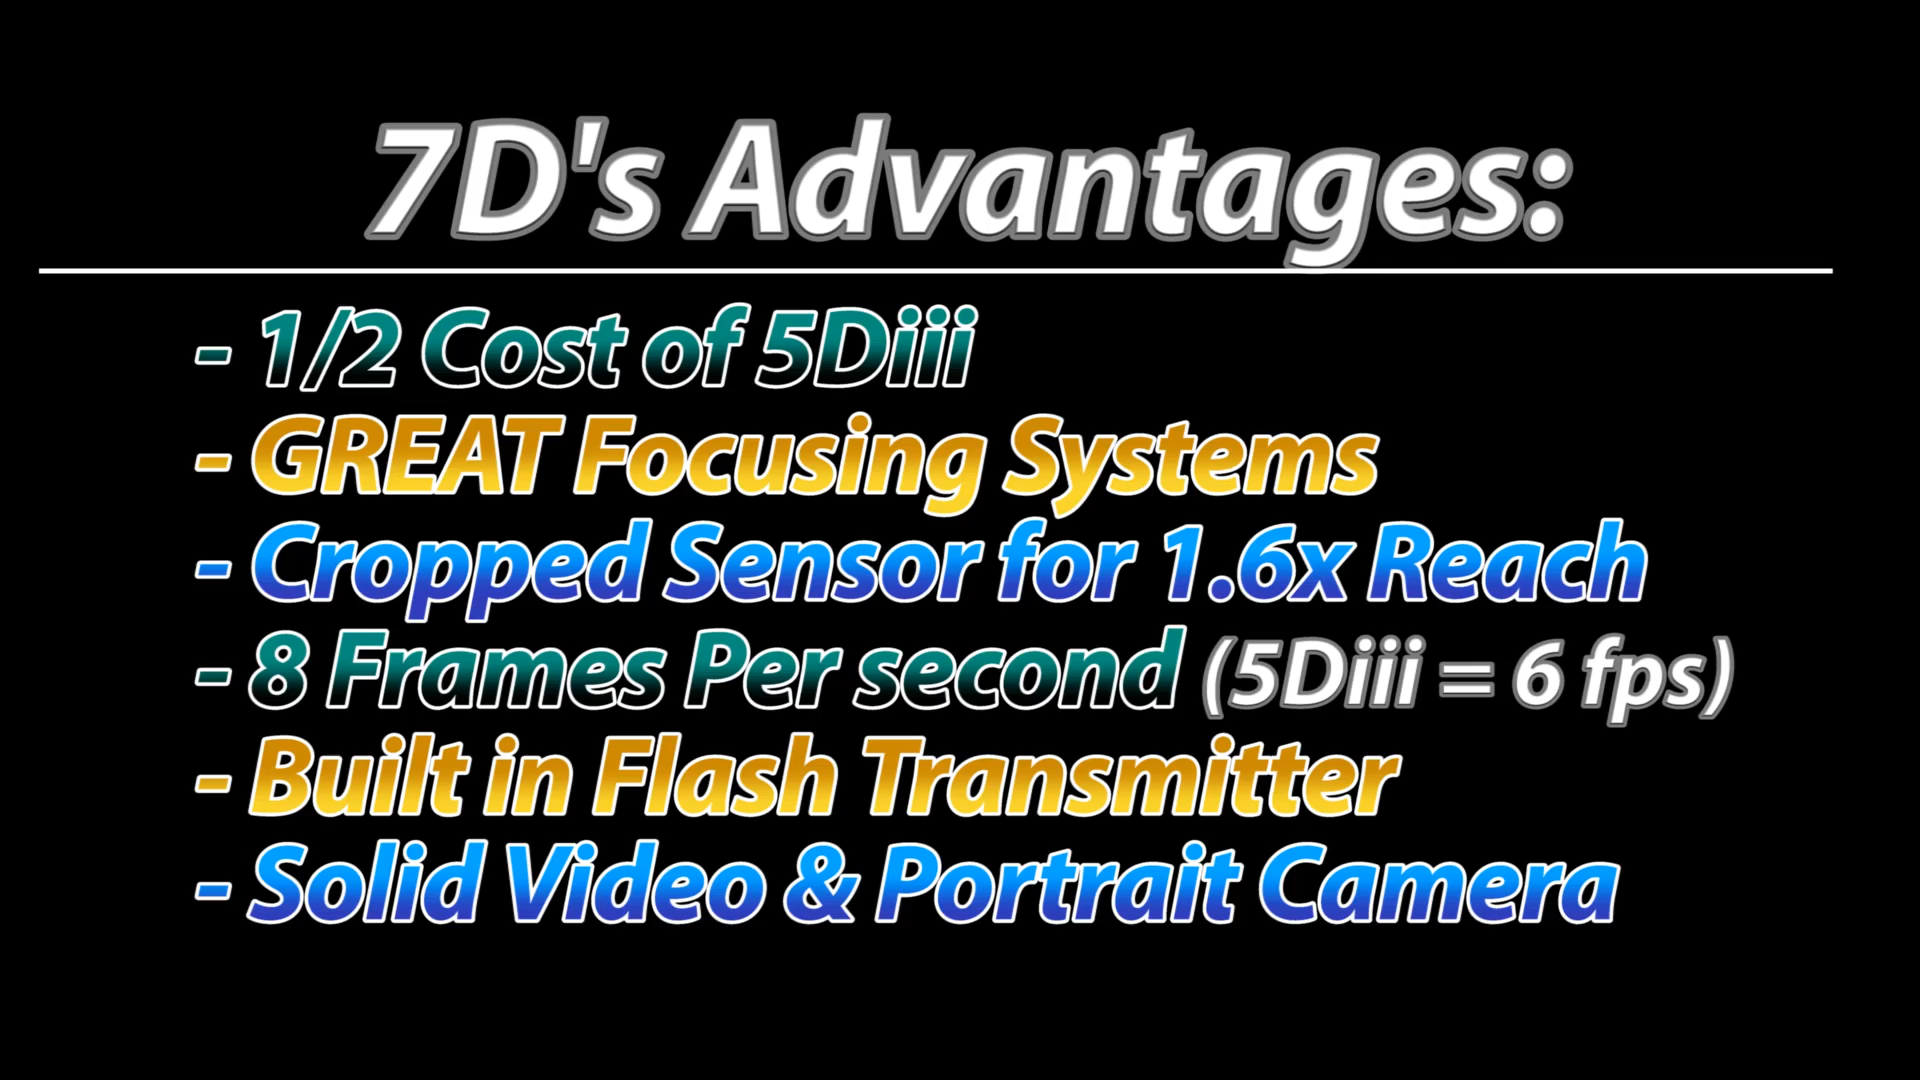 7D's Advantages:
- 1/2 Cost of 5Diii
- GREAT Focusing Systems
- Cropped Sensor for 1.6x Reach
- 8 Frames Per second (5Diii = 6 fps)
- Built in Flash Transmitter
- Solid Video & Portrait Camera